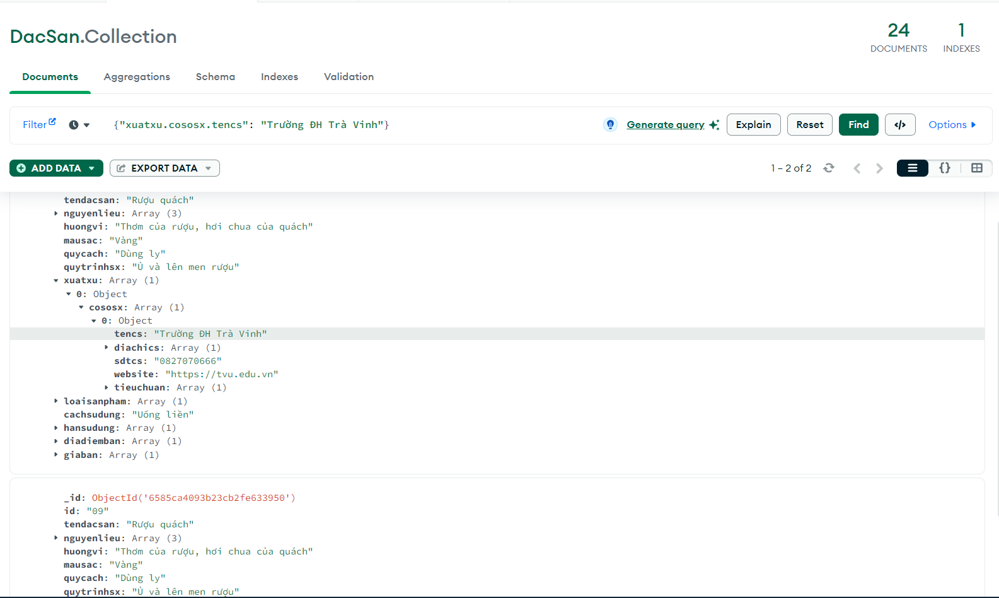 DacSan.Collection
24
DOCUMENTS
1
INDEXES
Documents Aggregations Schema Indexes Validation
Filter {"xuatxu.cososx.tencs": "Trường ĐH Trà Vinh"} Generate query Explain Reset Find </> Options
ADD DATA EXPORT DATA 1 – 2 of 2 {}
tendacsan: "Rượu quách"
nguyenlieu: Array (3)
huongvi: "Thơm của rượu, hơi chua của quách"
mausac: "Vàng"
quycach: "Dùng ly"
quytrinhsx: "Ủ và lên men rượu"
xuatxu: Array (1)
0: Object
cososx: Array (1)
0: Object
tencs: "Trường ĐH Trà Vinh"
diachics: Array (1)
sdtcs: "0827070666"
website: "https://tvu.edu.vn"
tieuchuan: Array (1)
loaisanpham: Array (1)
cachsudung: "Uống liền"
hansudung: Array (1)
diadiemban: Array (1)
giaban: Array (1)
_id: ObjectId('6585ca4093b23cb2fe633950')
id: "09"
tendacsan: "Rượu quách"
nguyenlieu: Array (3)
huongvi: "Thơm của rượu, hơi chua của quách"
mausac: "Vàng"
quycach: "Dùng ly"
quytrinhsx: "Ủ và lên men rượu"